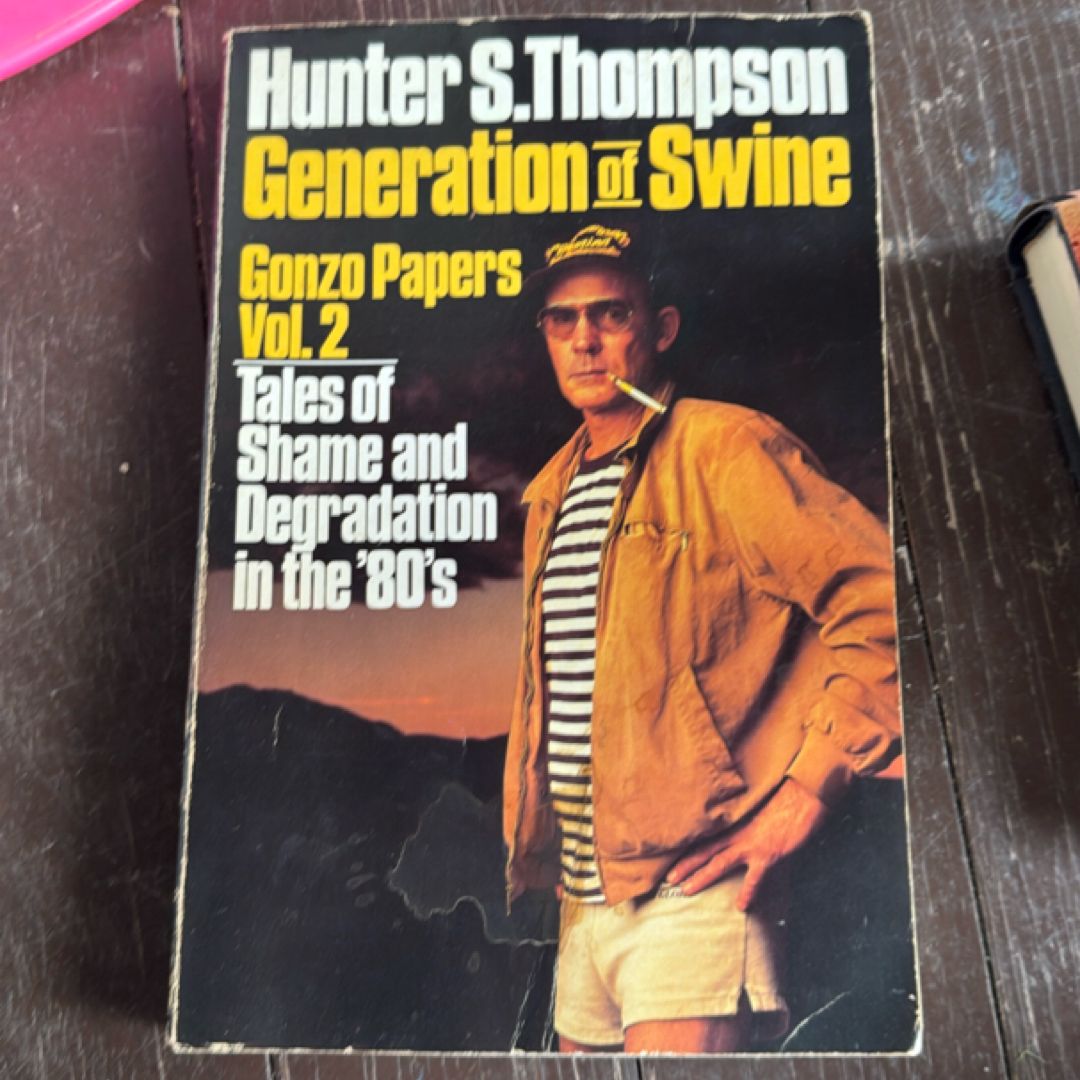 Hunter S. Thompson
Generation of Swine
Gonzo Papers
Vol. 2
Tales of
Shame and
Degradation
in the '80's